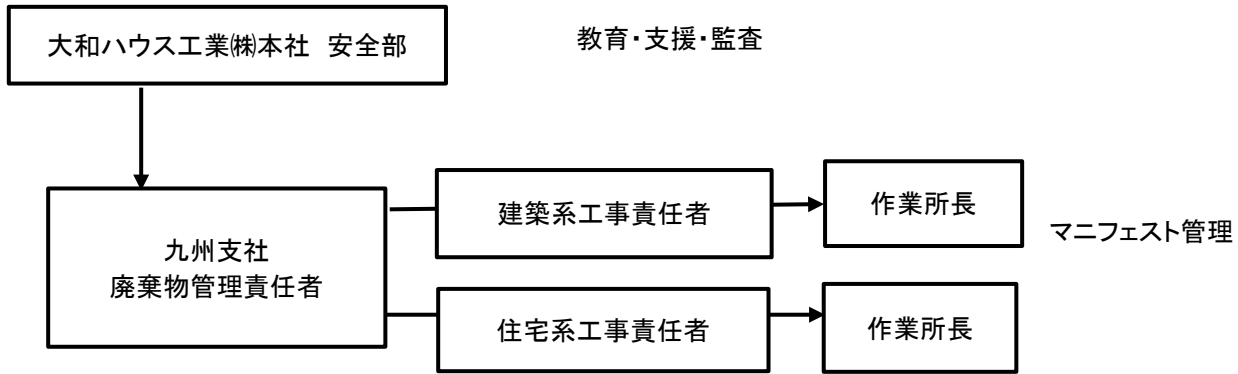 大和ハウス工業㈱本社　安全部
教育・支援・監査
建築系工事責任者
作業所長
マニフェスト管理
九州支社
廃棄物管理責任者
住宅系工事責任者
作業所長